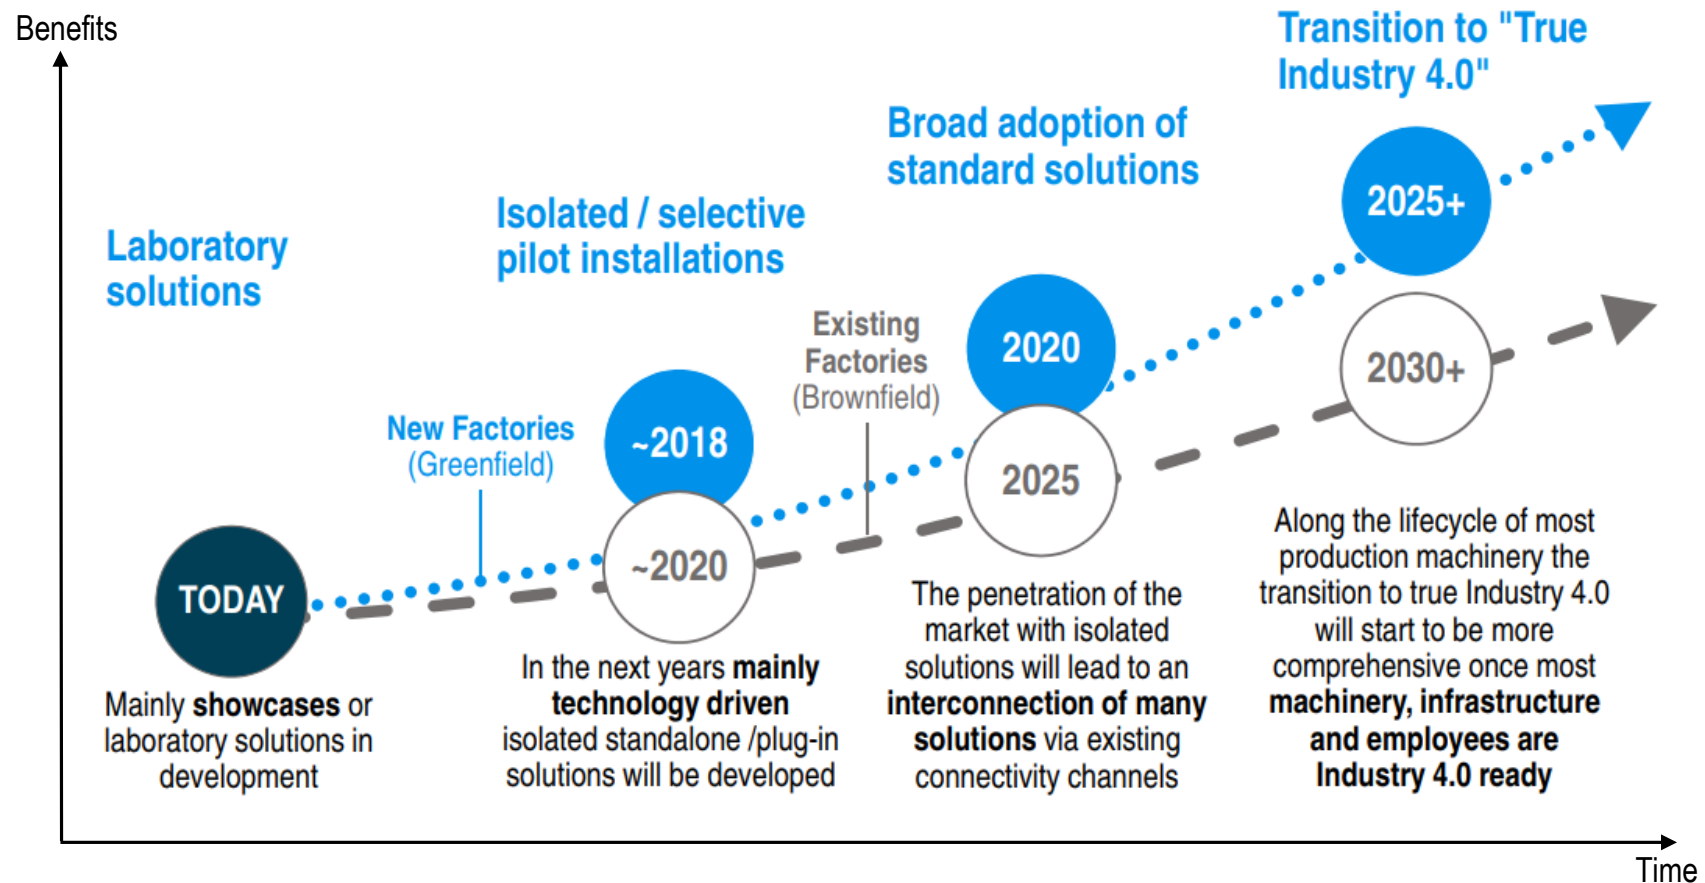 Benefits
Transition to "True
Industry 4.0"
Broad adoption of
standard solutions
Isolated / selective
pilot installations
Laboratory
solutions
2025+
2020
Existing
Factories
(Brownfield)
2030+
New Factories
(Greenfield)
~2018
2025
~2020
TODAY
Mainly showcases or
laboratory solutions in
development
In the next years mainly
technology driven
isolated standalone /plug-in
solutions will be developed
The penetration of the
market with isolated
solutions will lead to an
interconnection of many
solutions via existing
connectivity channels
Along the lifecycle of most
production machinery the
transition to true Industry 4.0
will start to be more
comprehensive once most
machinery, infrastructure
and employees are
Industry 4.0 ready
Time